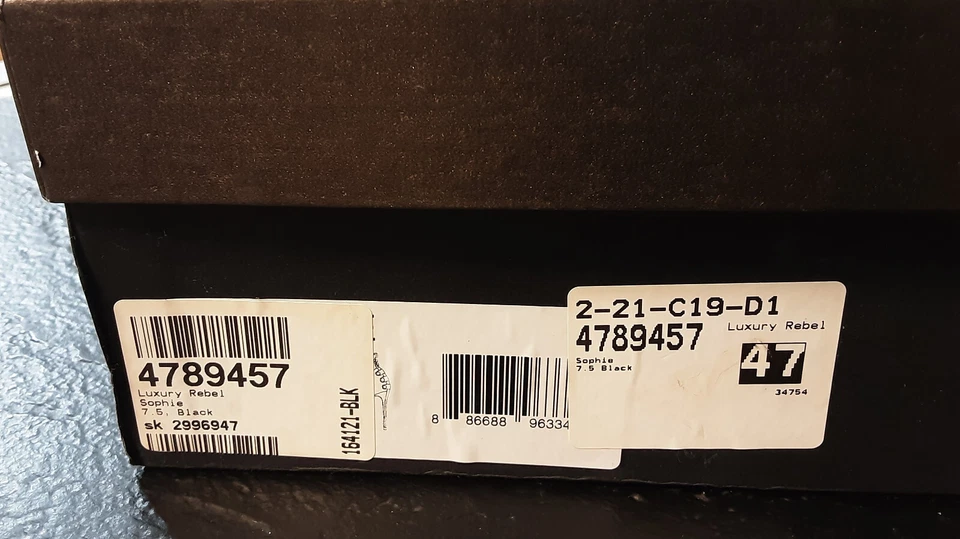 4789457
Luxury Rebel
Sophie
7.5, Black
sk 2996947
164121-BLK
8 86688 96334
2-21-C19-D1
4789457 Luxury Rebel
Sophie
7.5 Black
47
34754